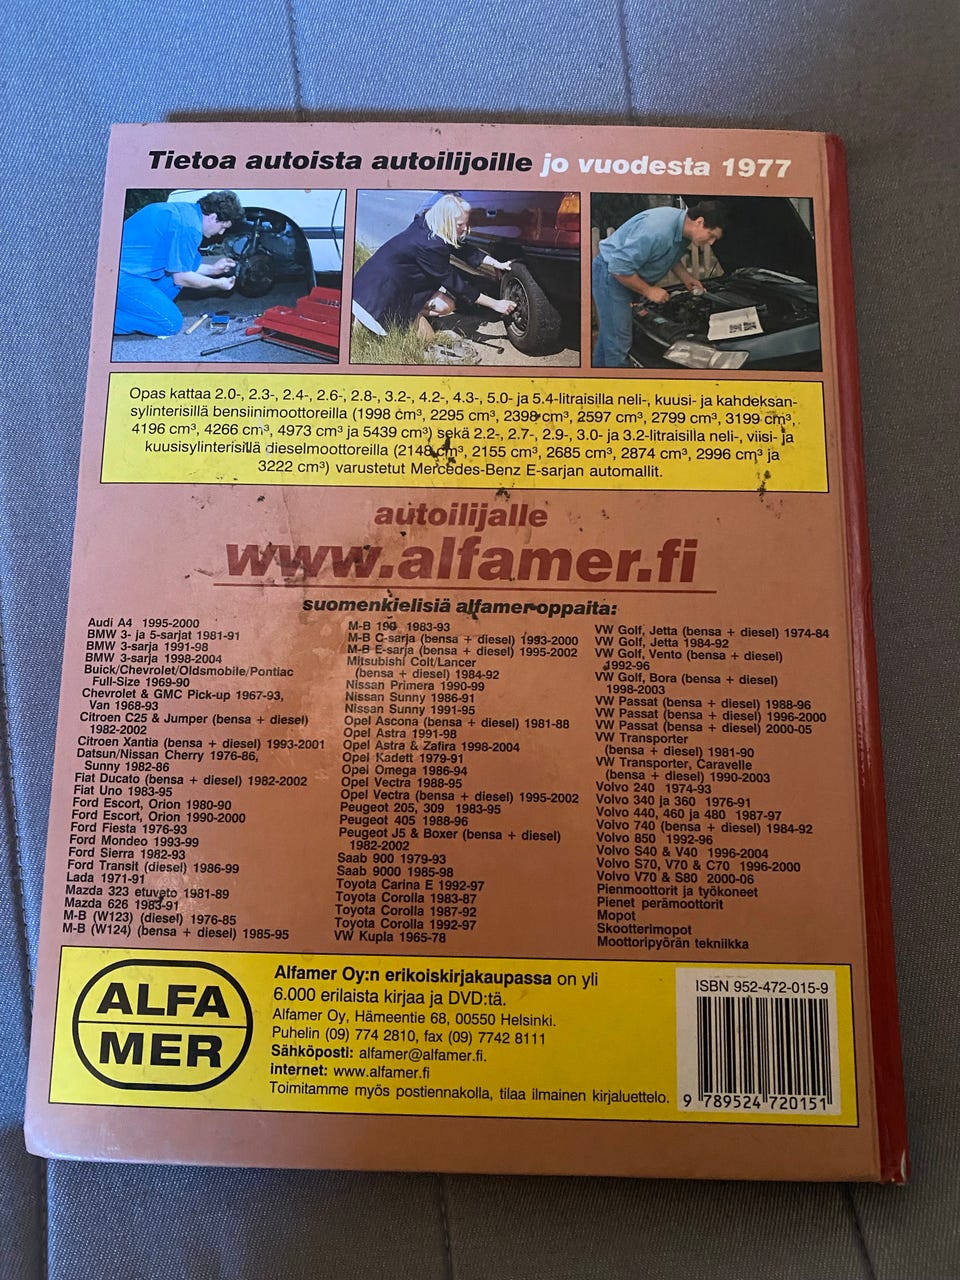 Tietoa autoista autoilijoille jo vuodesta 1977
Opas kattaa 2.0-, 2.3-, 2.4-, 2.6-, 2.8-, 3.2-, 4.2-, 4.3-, 5.0- ja 5.4-litraisilla neli-, kuusi- ja kahdeksan-
sylinterisillä bensiinimoottoreilla (1998 cm³, 2295 cm³, 2398 cm³, 2597 cm³, 2799 cm³, 3199 cm³,
4196 cm³, 4266 cm³, 4973 cm³ ja 5439 cm³) sekä 2.2-, 2.7-, 2.9-, 3.0- ja 3.2-litraisilla neli-, viisi- ja
kuusisylinterisillä dieselmoottoreilla (2148 cm³, 2155 cm³, 2685 cm³, 2874 cm³, 2996 cm³ ja
3222 cm³) varustetut Mercedes-Benz E-sarjan automallit.
autoilijalle
www.alfamer.fi
suomenkielisiä alfamer-oppaita:
Audi A4 1995-2000
BMW 3- ja 5-sarjat 1981-91
BMW 3-sarja 1991-98
BMW 3-sarja 1998-2004
Buick/Chevrolet/Oldsmobile/Pontiac
Full-Size 1969-90
Chevrolet & GMC Pick-up 1967-93,
Van 1968-93
Citroen C25 & Jumper (bensa + diesel)
1982-2002
Citroen Xantia (bensa + diesel) 1993-2001
Datsun/Nissan Cherry 1976-86,
Sunny 1982-86
Fiat Ducato (bensa + diesel) 1982-2002
Fiat Uno 1983-95
Ford Escort, Orion 1980-90
Ford Escort, Orion 1990-2000
Ford Fiesta 1976-93
Ford Mondeo 1993-99
Ford Sierra 1982-93
Ford Transit (diesel) 1986-99
Lada 1971-91
Mazda 323 etuveto 1981-89
Mazda 626 1983-91
M-B (W123) (diesel) 1976-85
M-B (W124) (bensa + diesel) 1985-95
M-B 190 1983-93
M-B C-sarja (bensa + diesel) 1993-2000
M-B E-sarja (bensa + diesel) 1995-2002
Mitsubishi Colt/Lancer
(bensa + diesel) 1984-92
Nissan Primera 1990-99
Nissan Sunny 1986-91
Nissan Sunny 1991-95
Opel Ascona (bensa + diesel) 1981-88
Opel Astra 1991-98
Opel Astra & Zafira 1998-2004
Opel Kadett 1979-91
Opel Omega 1986-94
Opel Vectra 1988-95
Opel Vectra (bensa + diesel) 1995-2002
Peugeot 205, 309 1983-95
Peugeot 405 1988-96
Peugeot J5 & Boxer (bensa + diesel)
1982-2002
Saab 900 1979-93
Saab 9000 1985-98
Toyota Carina E 1992-97
Toyota Corolla 1983-87
Toyota Corolla 1987-92
Toyota Corolla 1992-97
VW Kupla 1965-78
VW Golf, Jetta (bensa + diesel) 1974-84
VW Golf, Jetta 1984-92
VW Golf, Vento (bensa + diesel)
1992-96
VW Golf, Bora (bensa + diesel)
1998-2003
VW Passat (bensa + diesel) 1988-96
VW Passat (bensa + diesel) 1996-2000
VW Passat (bensa + diesel) 2000-05
VW Transporter
(bensa + diesel) 1981-90
VW Transporter, Caravelle
(bensa + diesel) 1990-2003
Volvo 240 1974-93
Volvo 340 ja 360 1976-91
Volvo 440, 460 ja 480 1987-97
Volvo 740 (bensa + diesel) 1984-92
Volvo 850 1992-96
Volvo S40 & V40 1996-2004
Volvo S70, V70 & C70 1996-2000
Volvo V70 & S80 2000-06
Pienmoottorit ja työkoneet
Pienet perämoottorit
Mopot
Skootterimopot
Moottoripyörän tekniikka
ALFA
MER
Alfamer Oy:n erikoiskirjakaupassa on yli
6.000 erilaista kirjaa ja DVD:tä.
Alfamer Oy, Hämeentie 68, 00550 Helsinki.
Puhelin (09) 774 2810, fax (09) 7742 8111
Sähköposti: alfamer@alfamer.fi.
internet: www.alfamer.fi
Toimitamme myös postiennakolla, tilaa ilmainen kirjaluettelo.
ISBN 952-472-015-9
9 789524 720151